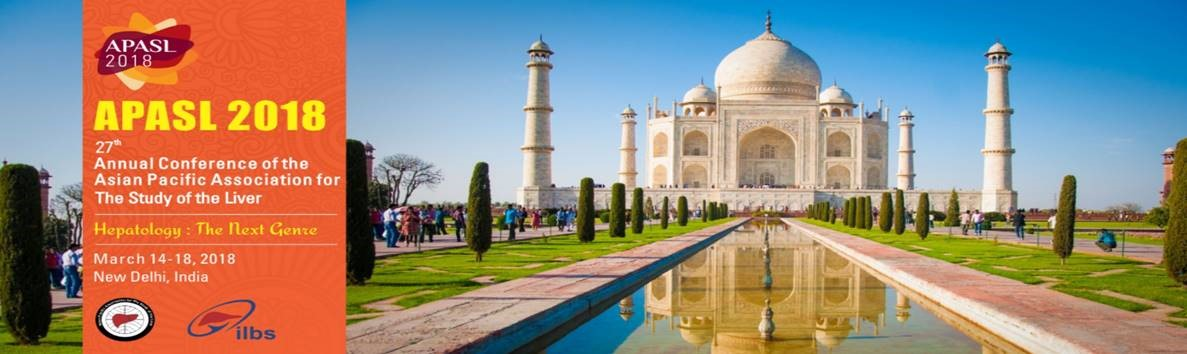 APASL
2018
APASL 2018
27th
Annual Conference of the
Asian Pacific Association for
The Study of the Liver
Hepatology : The Next Genre
March 14-18, 2018
New Delhi, India
ilbs